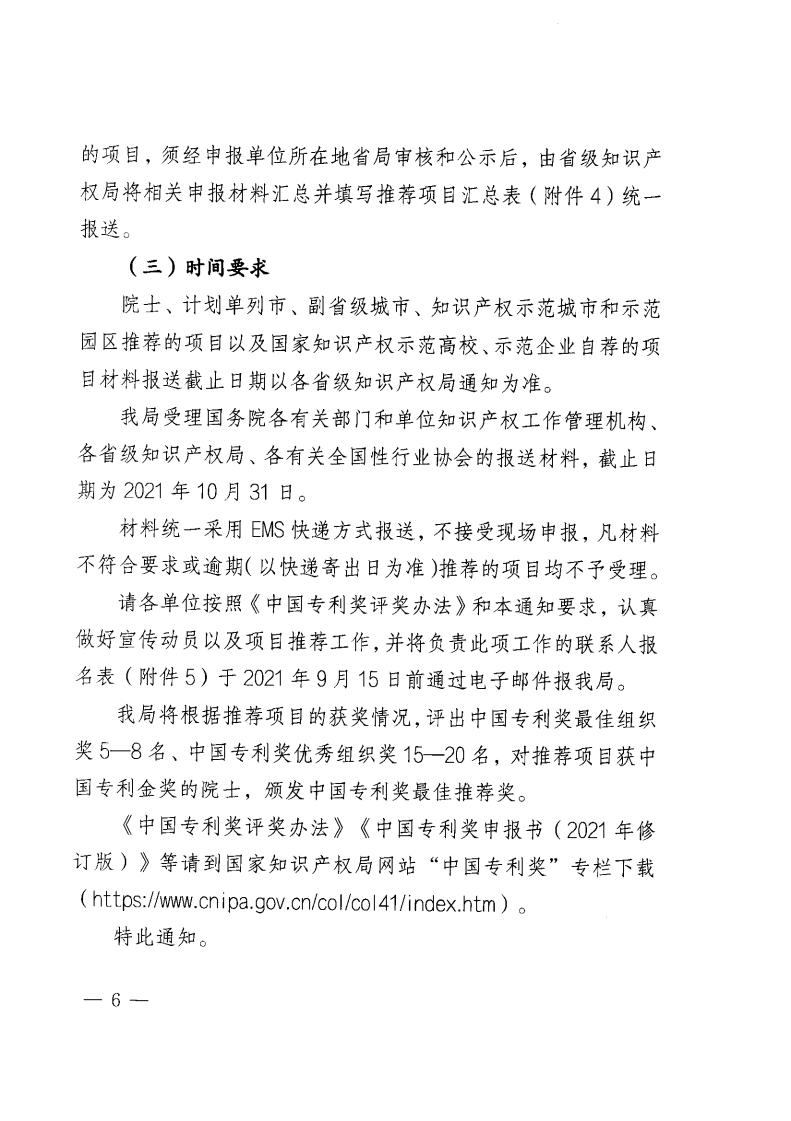 的项目，须经申报单位所在地省局审核和公示后，由省级知识产
权局将相关申报材料汇总并填写推荐项目汇总表（附件4）统一
报送。
（三）时间要求
院士、计划单列市、副省级城市、知识产权示范城市和示范
园区推荐的项目以及国家知识产权示范高校、示范企业自荐的项
目材料报送截止日期以各省级知识产权局通知为准。
我局受理国务院各有关部门和单位知识产权工作管理机构、
各省级知识产权局、各有关全国性行业协会的报送材料，截止日
期为2021年10月31日。
材料统一采用EMS快递方式报送，不接受现场申报，凡材料
不符合要求或逾期(以快递寄出日为准)推荐的项目均不予受理。
请各单位按照《中国专利奖评奖办法》和本通知要求，认真
做好宣传动员以及项目推荐工作，并将负责此项工作的联系人报
名表（附件5）于2021年9月15日前通过电子邮件报我局。
我局将根据推荐项目的获奖情况，评出中国专利奖最佳组织
奖5—8名、中国专利奖优秀组织奖15—20名，对推荐项目获中
国专利金奖的院士，颁发中国专利奖最佳推荐奖。
《中国专利奖评奖办法》《中国专利奖申报书（2021年修
订版）》等请到国家知识产权局网站“中国专利奖”专栏下载
（https://www.cnipa.gov.cn/col/col41/index.htm）。
特此通知。
— 6 —